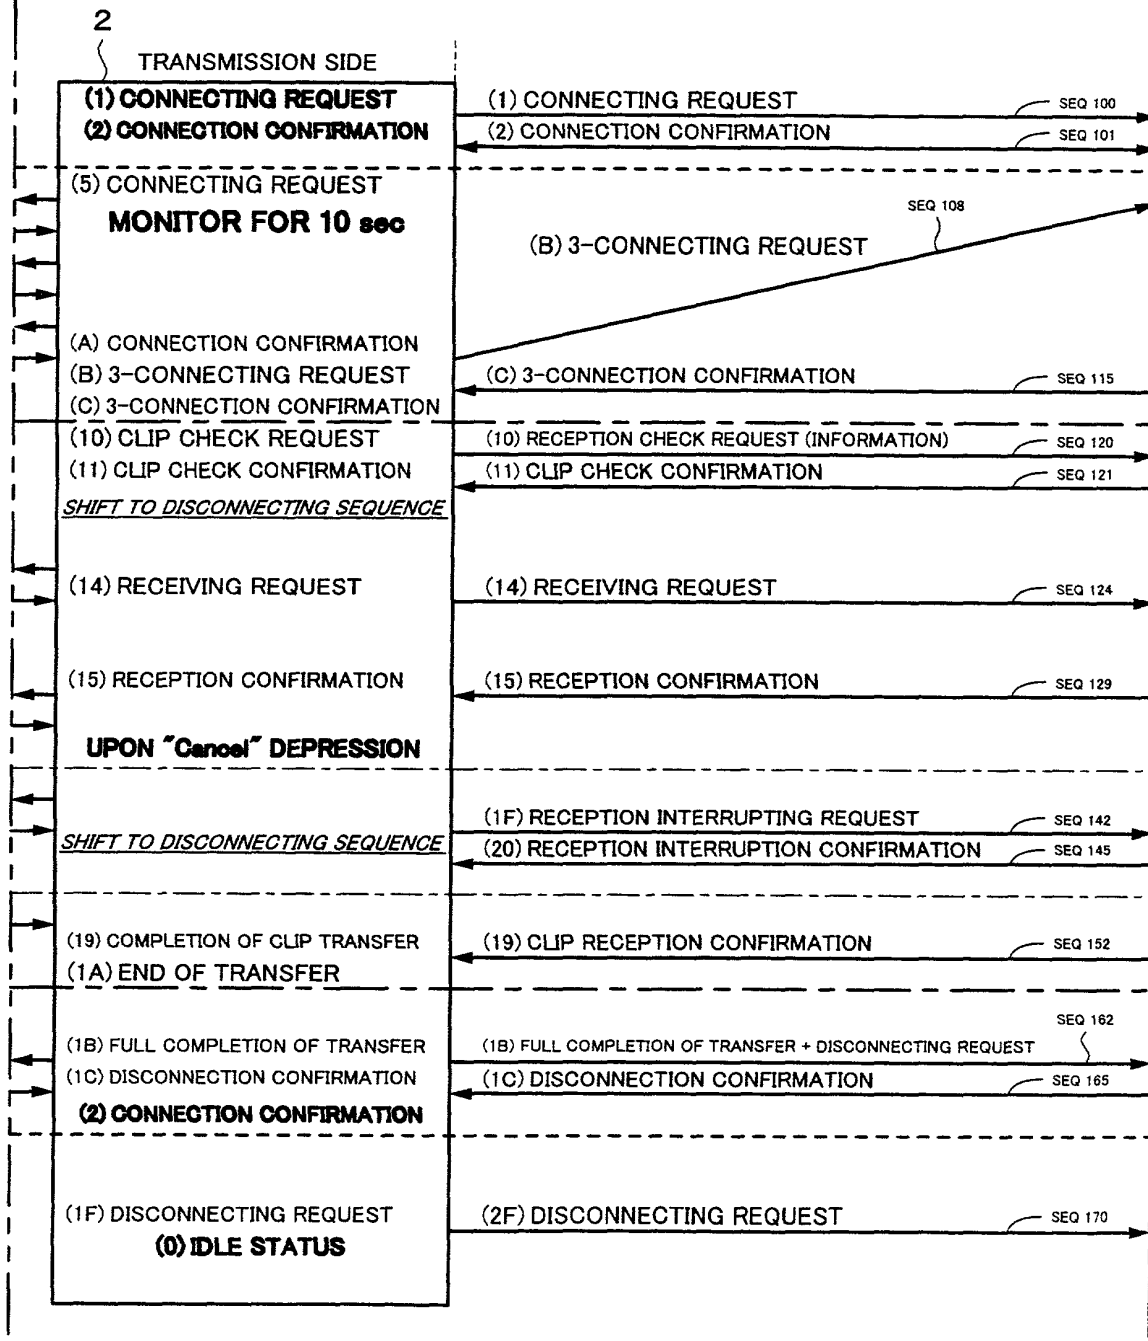 2
TRANSMISSION SIDE
(1) CONNECTING REQUEST
(1) CONNECTING REQUEST
SEQ 100
(2) CONNECTION CONFIRMATION
(2) CONNECTION CONFIRMATION
SEQ 101
(5) CONNECTING REQUEST
MONITOR FOR 10 sec
SEQ 108
(B) 3-CONNECTING REQUEST
(A) CONNECTION CONFIRMATION
(B) 3-CONNECTING REQUEST
(C) 3-CONNECTION CONFIRMATION
SEQ 115
(C) 3-CONNECTION CONFIRMATION
(10) CLIP CHECK REQUEST
(10) RECEPTION CHECK REQUEST (INFORMATION)
SEQ 120
(11) CLIP CHECK CONFIRMATION
(11) CLIP CHECK CONFIRMATION
SEQ 121
SHIFT TO DISCONNECTING SEQUENCE
(14) RECEIVING REQUEST
(14) RECEIVING REQUEST
SEQ 124
(15) RECEPTION CONFIRMATION
(15) RECEPTION CONFIRMATION
SEQ 129
UPON "Cancel" DEPRESSION
(1F) RECEPTION INTERRUPTING REQUEST
SEQ 142
SHIFT TO DISCONNECTING SEQUENCE
(20) RECEPTION INTERRUPTION CONFIRMATION
SEQ 145
(19) COMPLETION OF CLIP TRANSFER
(19) CLIP RECEPTION CONFIRMATION
SEQ 152
(1A) END OF TRANSFER
SEQ 162
(1B) FULL COMPLETION OF TRANSFER
(1B) FULL COMPLETION OF TRANSFER + DISCONNECTING REQUEST
(1C) DISCONNECTION CONFIRMATION
(1C) DISCONNECTION CONFIRMATION
SEQ 165
(2) CONNECTION CONFIRMATION
(1F) DISCONNECTING REQUEST
(2F) DISCONNECTING REQUEST
SEQ 170
(0) IDLE STATUS